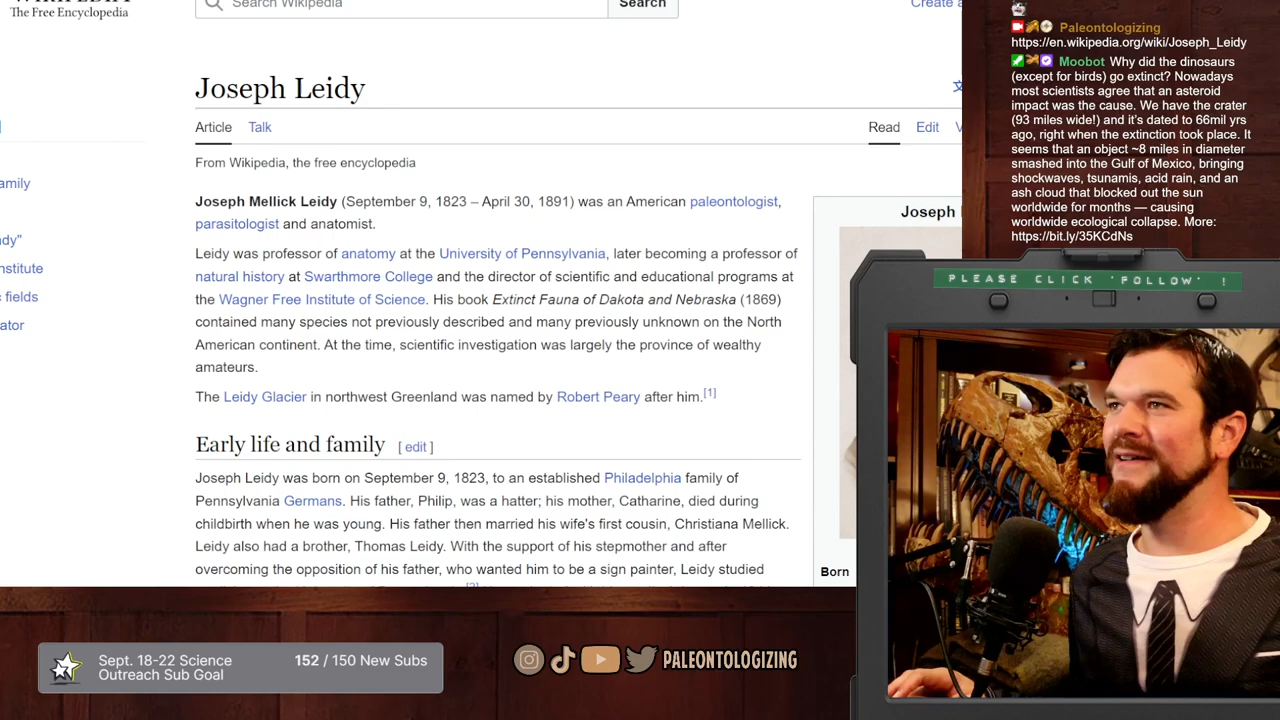 The Free Encyclopedia
Search Wikipedia
Search
Create a
Joseph Leidy
Article Talk
Read Edit V
From Wikipedia, the free encyclopedia
Joseph Mellick Leidy (September 9, 1823 – April 30, 1891) was an American paleontologist,
parasitologist and anatomist.
Leidy was professor of anatomy at the University of Pennsylvania, later becoming a professor of
natural history at Swarthmore College and the director of scientific and educational programs at
the Wagner Free Institute of Science. His book Extinct Fauna of Dakota and Nebraska (1869)
contained many species not previously described and many previously unknown on the North
American continent. At the time, scientific investigation was largely the province of wealthy
amateurs.
The Leidy Glacier in northwest Greenland was named by Robert Peary after him.[1]
Early life and family [ edit ]
Joseph Leidy was born on September 9, 1823, to an established Philadelphia family of
Pennsylvania Germans. His father, Philip, was a hatter; his mother, Catharine, died during
childbirth when he was young. His father then married his wife's first cousin, Christiana Mellick.
Leidy also had a brother, Thomas Leidy. With the support of his stepmother and after
overcoming the opposition of his father, who wanted him to be a sign painter, Leidy studied
amily
dy"
nstitute
c fields
ator
Joseph
Born
Paleontologizing
https://en.wikipedia.org/wiki/Joseph_Leidy
Moobot Why did the dinosaurs
(except for birds) go extinct? Nowadays
most scientists agree that an asteroid
impact was the cause. We have the crater
(93 miles wide!) and it's dated to 66mil yrs
ago, right when the extinction took place. It
seems that an object ~8 miles in diameter
smashed into the Gulf of Mexico, bringing
shockwaves, tsunamis, acid rain, and an
ash cloud that blocked out the sun
worldwide for months — causing
worldwide ecological collapse. More:
https://bit.ly/35KCdNs
PLEASE CLICK 'FOLLOW' !
Sept. 18-22 Science
Outreach Sub Goal
152 / 150 New Subs
PALEONTOLOGIZING